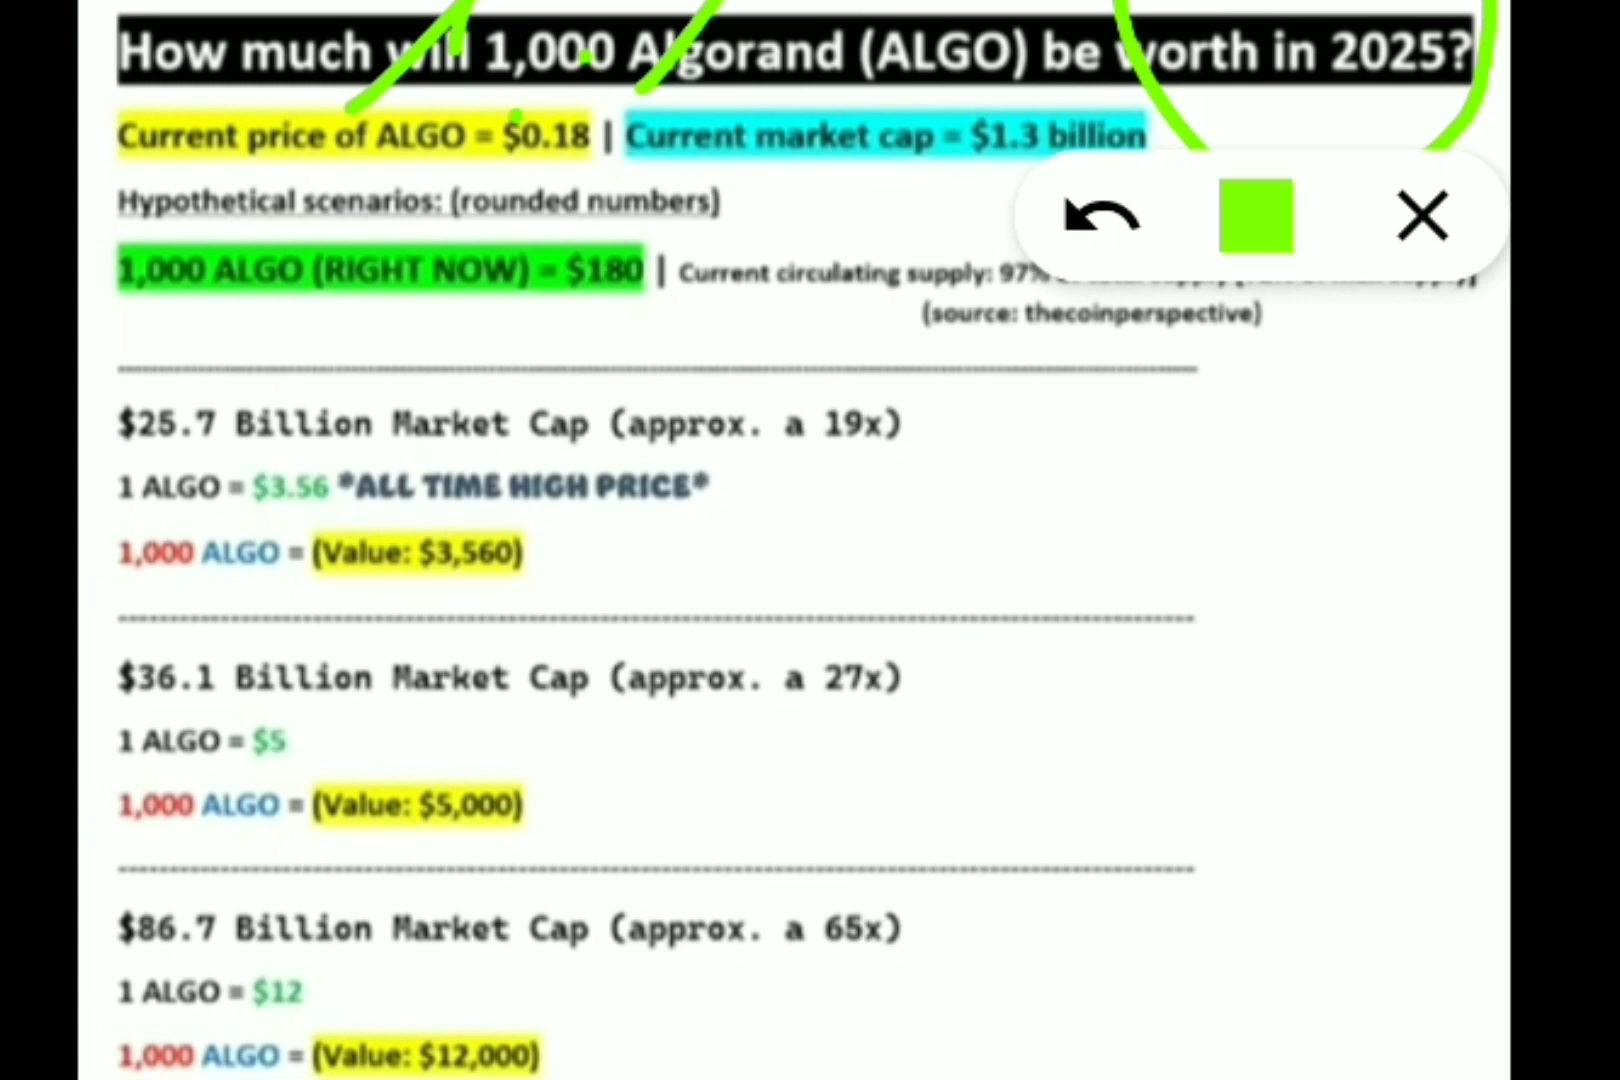 How much will 1,000 Algorand (ALGO) be worth in 2025?
Current price of ALGO = $0.18 | Current market cap = $1.3 billion
Hypothetical scenarios: (rounded numbers)
1,000 ALGO (RIGHT NOW) = $180 | Current circulating supply: 97%
(source: thecoinperspective)
$25.7 Billion Market Cap (approx. a 19x)
1 ALGO = $3.56 *ALL TIME HIGH PRICE*
1,000 ALGO = (Value: $3,560)
$36.1 Billion Market Cap (approx. a 27x)
1 ALGO = $5
1,000 ALGO = (Value: $5,000)
$86.7 Billion Market Cap (approx. a 65x)
1 ALGO = $12
1,000 ALGO = (Value: $12,000)